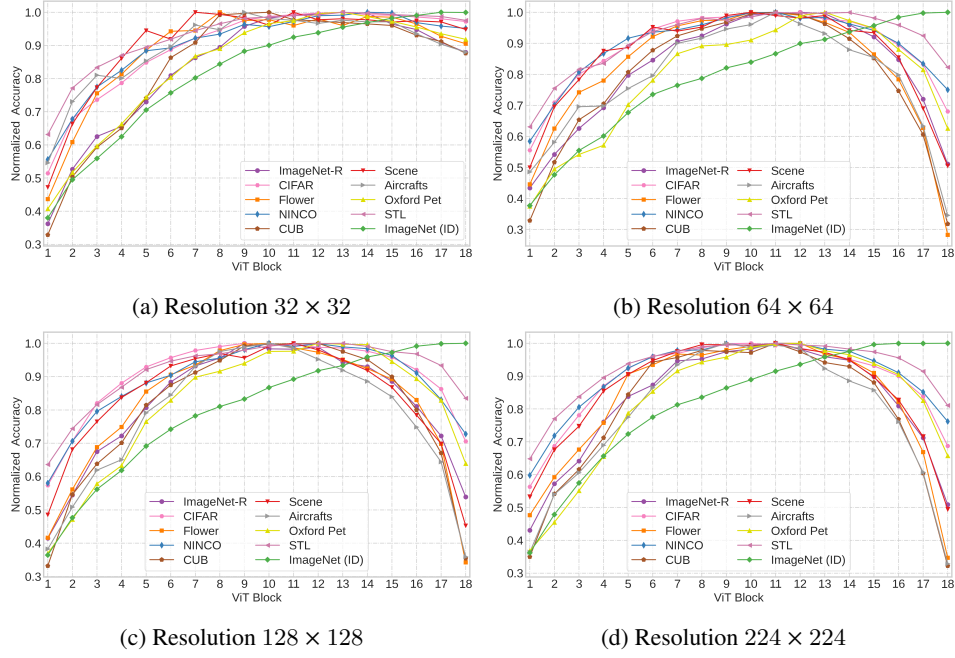 1.0
0.9
0.8
0.7
0.6
0.5
0.4
0.3
Normalized Accuracy
ImageNet-R
CIFAR
Flower
NINCO
CUB
Scene
Aircrafts
Oxford Pet
STL
ImageNet (ID)
1 2 3 4 5 6 7 8 9 10 11 12 13 14 15 16 17 18
ViT Block
(a) Resolution 32 × 32
1.0
0.9
0.8
0.7
0.6
0.5
0.4
0.3
Normalized Accuracy
ImageNet-R
CIFAR
Flower
NINCO
CUB
Scene
Aircrafts
Oxford Pet
STL
ImageNet (ID)
1 2 3 4 5 6 7 8 9 10 11 12 13 14 15 16 17 18
ViT Block
(b) Resolution 64 × 64
1.0
0.9
0.8
0.7
0.6
0.5
0.4
0.3
Normalized Accuracy
ImageNet-R
CIFAR
Flower
NINCO
CUB
Scene
Aircrafts
Oxford Pet
STL
ImageNet (ID)
1 2 3 4 5 6 7 8 9 10 11 12 13 14 15 16 17 18
ViT Block
(c) Resolution 128 × 128
1.0
0.9
0.8
0.7
0.6
0.5
0.4
0.3
Normalized Accuracy
ImageNet-R
CIFAR
Flower
NINCO
CUB
Scene
Aircrafts
Oxford Pet
STL
ImageNet (ID)
1 2 3 4 5 6 7 8 9 10 11 12 13 14 15 16 17 18
ViT Block
(d) Resolution 224 × 224